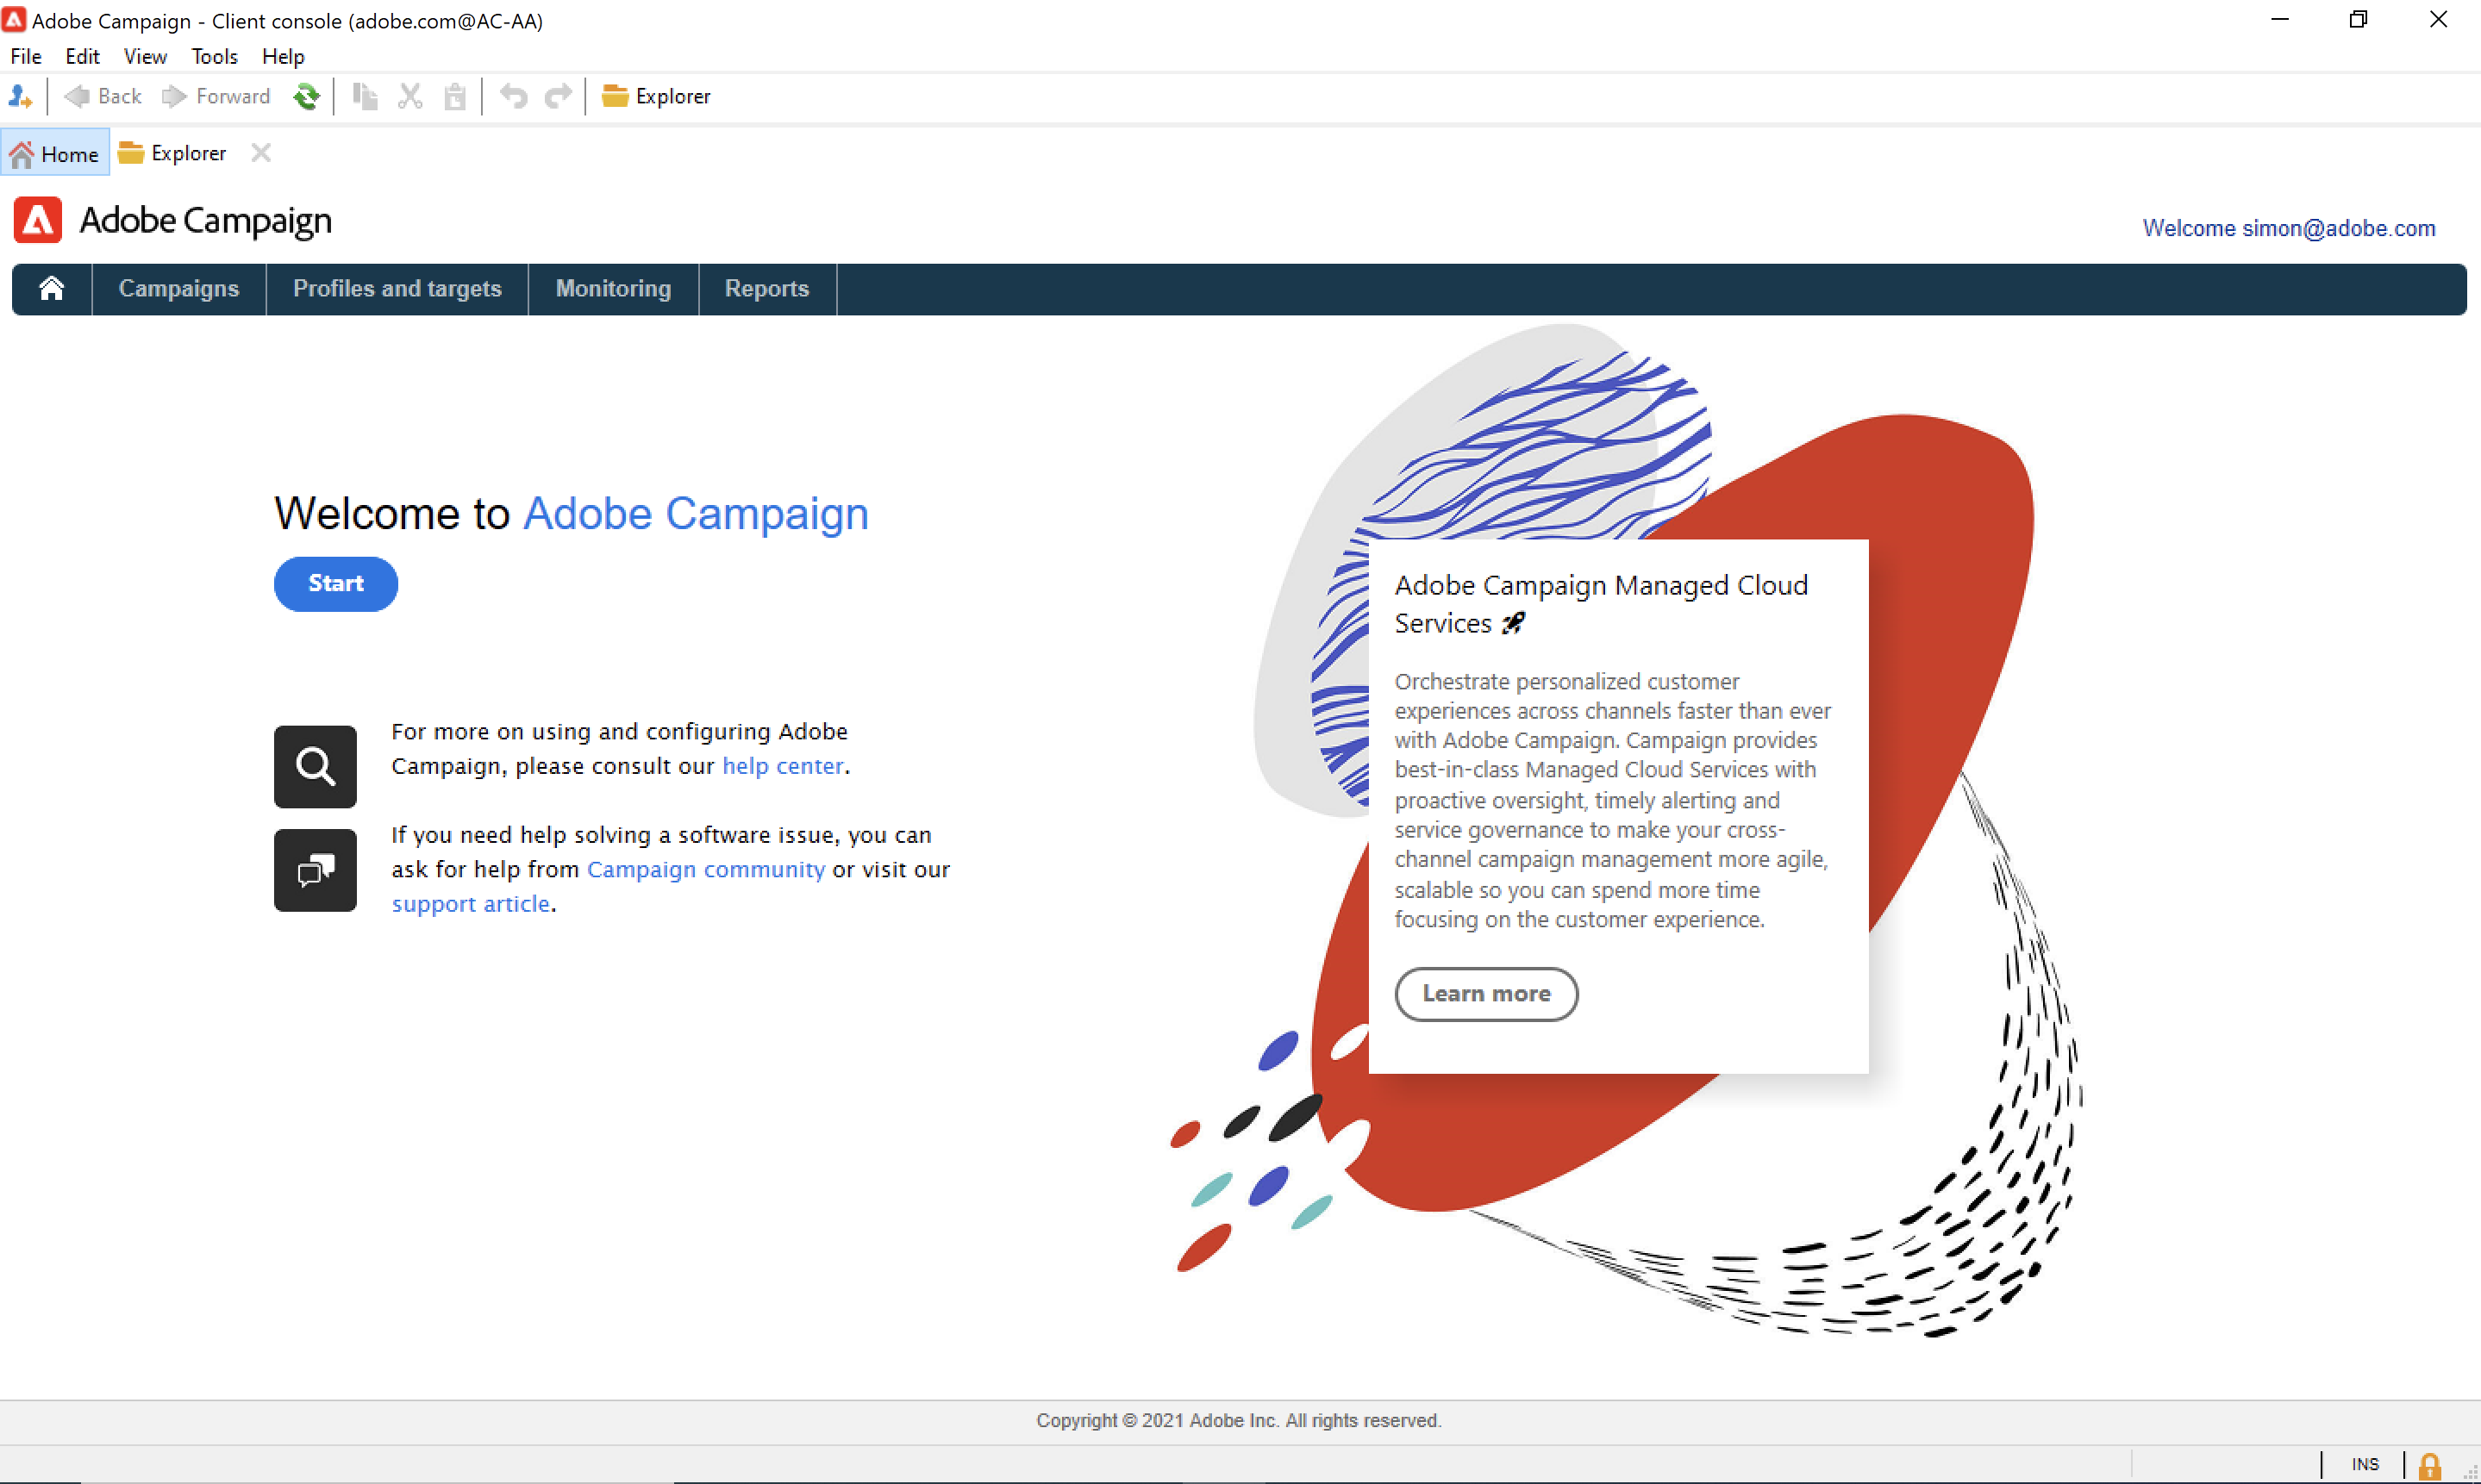 Adobe Campaign - Client console (adobe.com@AC-AA)
File Edit View Tools Help
Back Forward Explorer
Home Explorer
Adobe Campaign
Welcome simon@adobe.com
Campaigns Profiles and targets Monitoring Reports
Welcome to Adobe Campaign
Start
For more on using and configuring Adobe
Campaign, please consult our help center.
If you need help solving a software issue, you can
ask for help from Campaign community or visit our
support article.
Adobe Campaign Managed Cloud
Services
Orchestrate personalized customer
experiences across channels faster than ever
with Adobe Campaign. Campaign provides
best-in-class Managed Cloud Services with
proactive oversight, timely alerting and
service governance to make your cross-
channel campaign management more agile,
scalable so you can spend more time
focusing on the customer experience.
Learn more
Copyright © 2021 Adobe Inc. All rights reserved.
INS